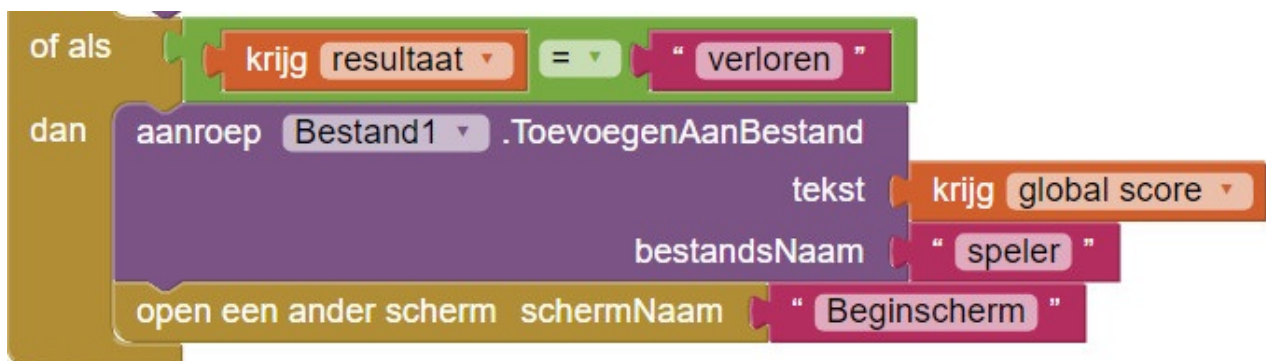 of als krijg resultaat = “ verloren ”
dan aanroep Bestand1 .ToevoegenAanBestand
tekst krijg global score
bestandsNaam “ speler ”
open een ander scherm schermNaam “ Beginscherm ”